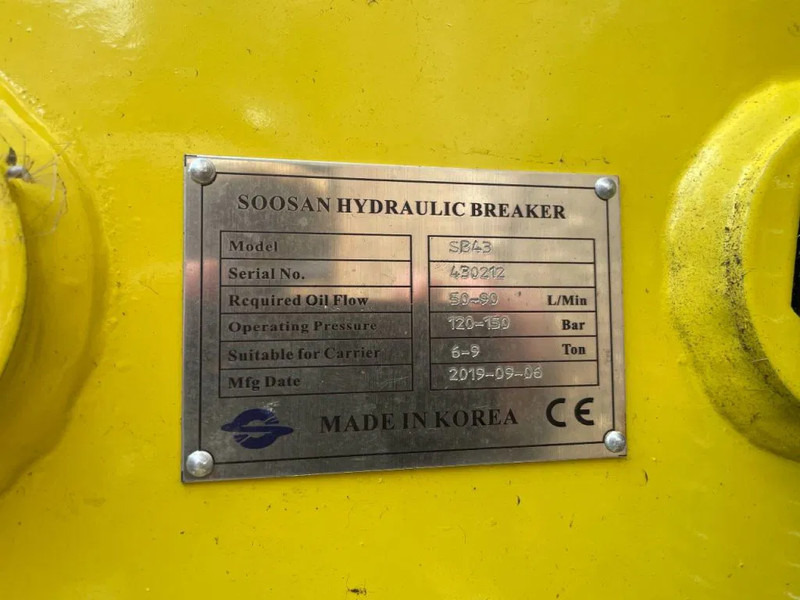 SOOSAN HYDRAULIC BREAKER
Model SB43
Serial No. 430212
Required Oil Flow 50~90 L/Min
Operating Pressure 120-150 Bar
Suitable for Carrier 6-9 Ton
Mfg Date 2019-09-06
MADE IN KOREA CE